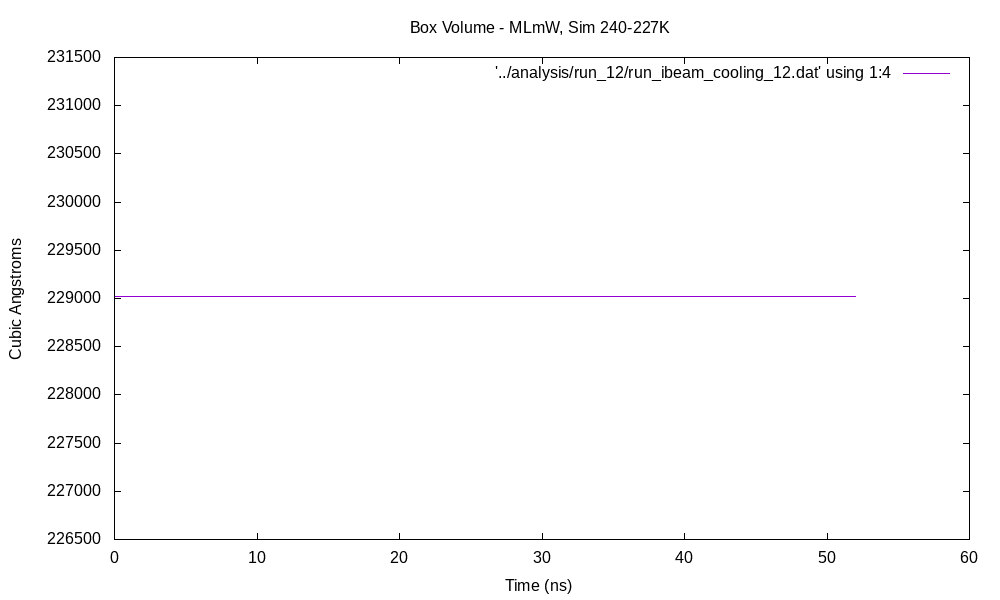 Box Volume - MLmW, Sim 240-227K
'../analysis/run_12/run_ibeam_cooling_12.dat' using 1:4
231500
231000
230500
230000
229500
229000
228500
228000
227500
227000
226500
Cubic Angstroms
0 10 20 30 40 50 60
Time (ns)